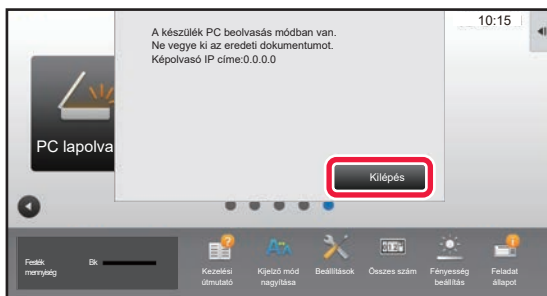 A készülék PC beolvasás módban van.
Ne vegye ki az eredeti dokumentumot.
Képolvasó IP címe:0.0.0.0
10:15
PC lapolva
Kilépés
Festék
mennyiség
Bk
Kezelési
útmutató
Kijelző mód
nagyítása
Beállítások
Összes szám
Fényesség
beállítás
Feladat
állapot